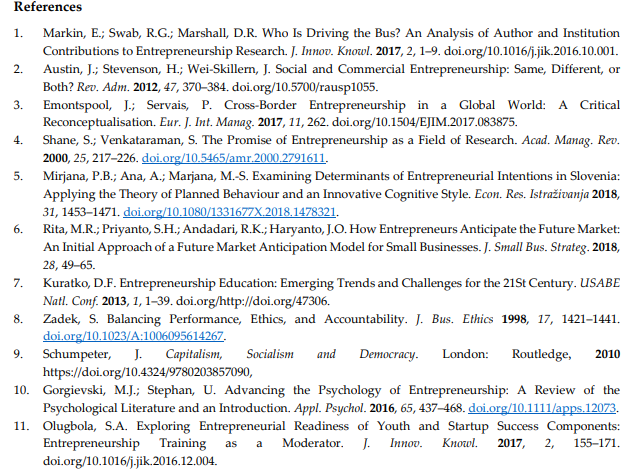 References
1. Markin, E.; Swab, R.G.; Marshall, D.R. Who Is Driving the Bus? An Analysis of Author and Institution
Contributions to Entrepreneurship Research. J. Innov. Knowl. 2017, 2, 1–9. doi.org/10.1016/j.jik.2016.10.001.
2. Austin, J.; Stevenson, H.; Wei-Skillern, J. Social and Commercial Entrepreneurship: Same, Different, or
Both? Rev. Adm. 2012, 47, 370–384. doi.org/10.5700/rausp1055.
3. Emontspool, J.; Servais, P. Cross-Border Entrepreneurship in a Global World: A Critical
Reconceptualisation. Eur. J. Int. Manag. 2017, 11, 262. doi.org/10.1504/EJIM.2017.083875.
4. Shane, S.; Venkataraman, S. The Promise of Entrepreneurship as a Field of Research. Acad. Manag. Rev.
2000, 25, 217–226. doi.org/10.5465/amr.2000.2791611.
5. Mirjana, P.B.; Ana, A.; Marjana, M.-S. Examining Determinants of Entrepreneurial Intentions in Slovenia:
Applying the Theory of Planned Behaviour and an Innovative Cognitive Style. Econ. Res. Istraživanja 2018,
31, 1453–1471. doi.org/10.1080/1331677X.2018.1478321.
6. Rita, M.R.; Priyanto, S.H.; Andadari, R.K.; Haryanto, J.O. How Entrepreneurs Anticipate the Future Market:
An Initial Approach of a Future Market Anticipation Model for Small Businesses. J. Small Bus. Strateg. 2018,
28, 49–65.
7. Kuratko, D.F. Entrepreneurship Education: Emerging Trends and Challenges for the 21St Century. USABE
Natl. Conf. 2013, 1, 1–39. doi.org/http://doi.org/47306.
8. Zadek, S. Balancing Performance, Ethics, and Accountability. J. Bus. Ethics 1998, 17, 1421–1441.
doi.org/10.1023/A:1006095614267.
9. Schumpeter, J. Capitalism, Socialism and Democracy. London: Routledge, 2010
https://doi.org/10.4324/9780203857090,
10. Gorgievski, M.J.; Stephan, U. Advancing the Psychology of Entrepreneurship: A Review of the
Psychological Literature and an Introduction. Appl. Psychol. 2016, 65, 437–468. doi.org/10.1111/apps.12073.
11. Olugbola, S.A. Exploring Entrepreneurial Readiness of Youth and Startup Success Components:
Entrepreneurship Training as a Moderator. J. Innov. Knowl. 2017, 2, 155–171.
doi.org/10.1016/j.jik.2016.12.004.